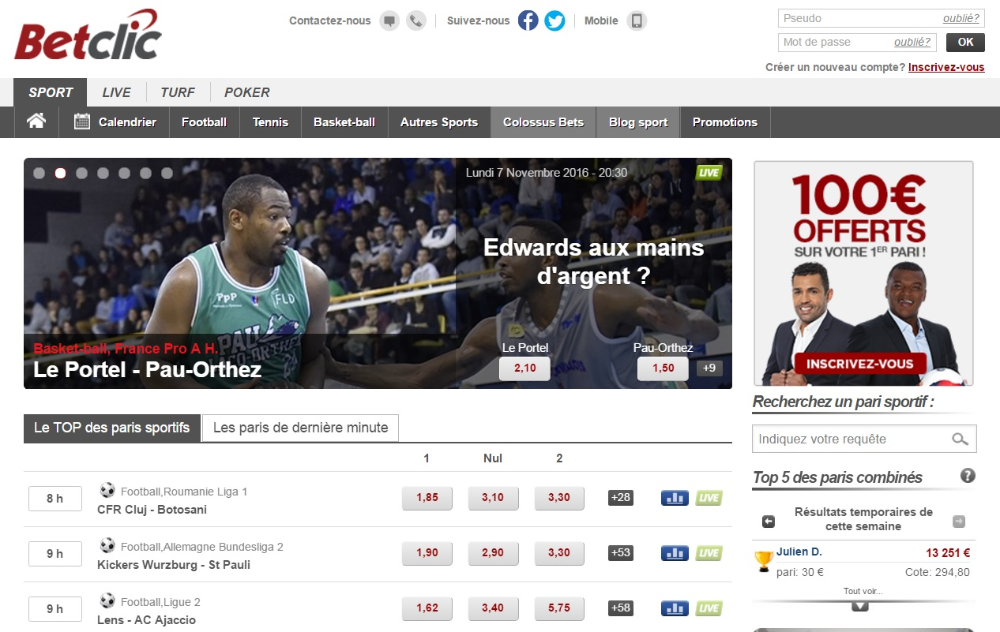 Betclic
Contactez-nous
Suivez-nous
Mobile
Pseudo oublié?
Mot de passe oublié? OK
Créer un nouveau compte? Inscrivez-vous
SPORT LIVE TURF POKER
Calendrier Football Tennis Basket-ball Autres Sports Colossus Bets Blog sport Promotions
Lundi 7 Novembre 2016 - 20:30 LIVE
Edwards aux mains
d'argent ?
PPP FLD
PAU
Basket-ball, France Pro A H.
Le Portel - Pau-Orthez
Le Portel Pau-Orthez
2,10 1,50 +9
100€
OFFERTS
SUR VOTRE 1ER PARI !
INSCRIVEZ-VOUS
Recherchez un pari sportif :
Indiquez votre requête
Le TOP des paris sportifs Les paris de dernière minute
1 Nul 2
8 h Football,Roumanie Liga 1
CFR Cluj - Botosani
1,85 3,10 3,30 +28 LIVE
9 h Football,Allemagne Bundesliga 2
Kickers Wurzburg - St Pauli
1,90 2,90 3,30 +53 LIVE
9 h Football,Ligue 2
Lens - AC Ajaccio
1,62 3,40 5,75 +58 LIVE
Top 5 des paris combinés ?
Résultats temporaires de
cette semaine
Julien D. 13 251 €
pari: 30 € Cote: 294,80
Tout voir...